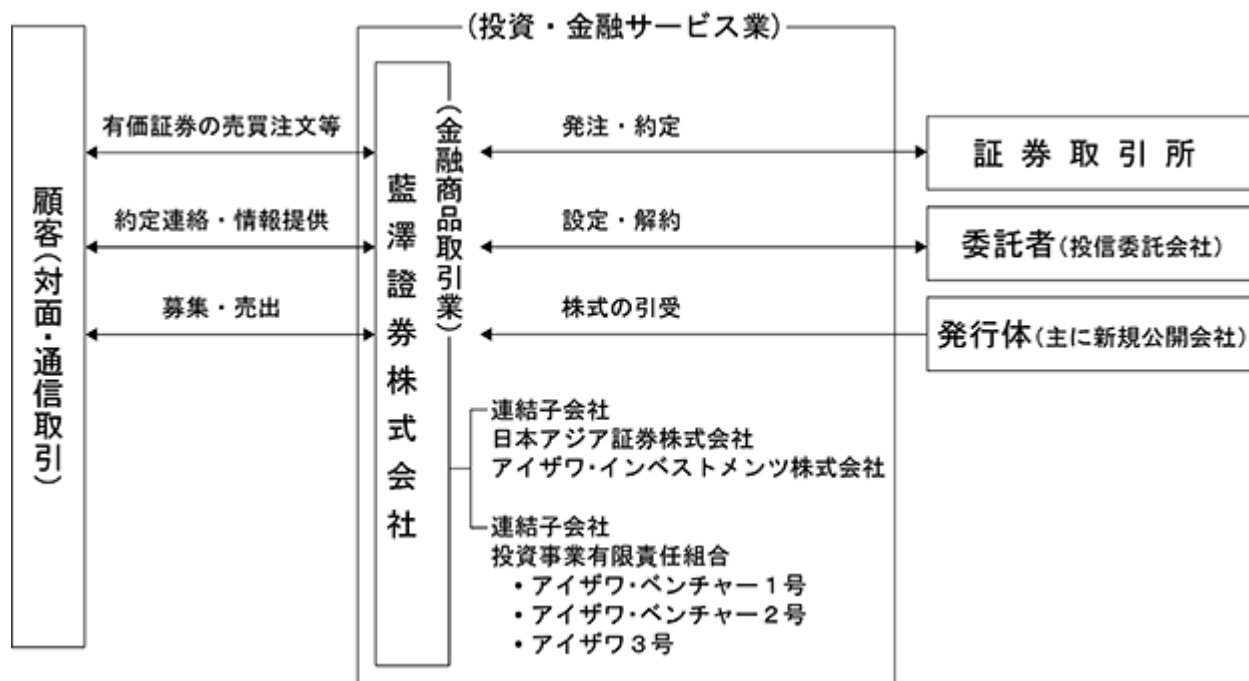 (投資・金融サービス業)
顧客(対面・通信取引)
有価証券の売買注文等
約定連絡・情報提供
募集・売出
藍澤證券株式会社
(金融商品取引業)
発注・約定
設定・解約
株式の引受
証券取引所
委託者(投信委託会社)
発行体(主に新規公開会社)
連結子会社
日本アジア証券株式会社
アイザワ・インベストメンツ株式会社
連結子会社
投資事業有限責任組合
・アイザワ・ベンチャー1号
・アイザワ・ベンチャー2号
・アイザワ3号